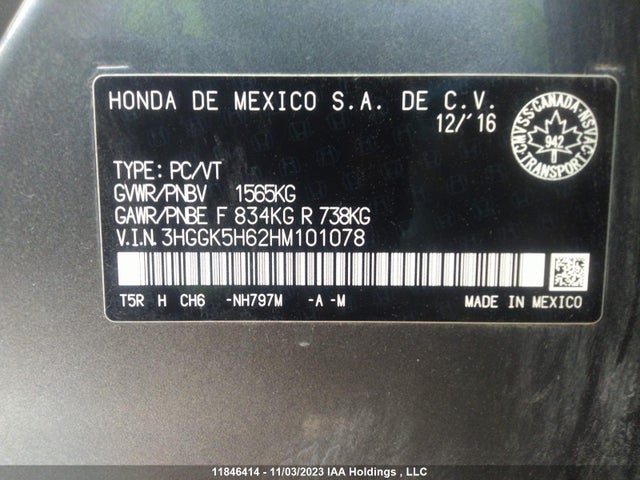 HONDA DE MEXICO S.A. DE C.V.
12/'16
CMVSS·CANADA·NSVAC
942
TRANSPORT
TYPE: PC/VT
GVWR/PNBV 1565KG
GAWR/PNBE F 834KG R 738KG
V.I.N. 3HGGK5H62HM101078
T5R H CH6 -NH797M -A -M MADE IN MEXICO
11846414 - 11/03/2023 IAA Holdings , LLC